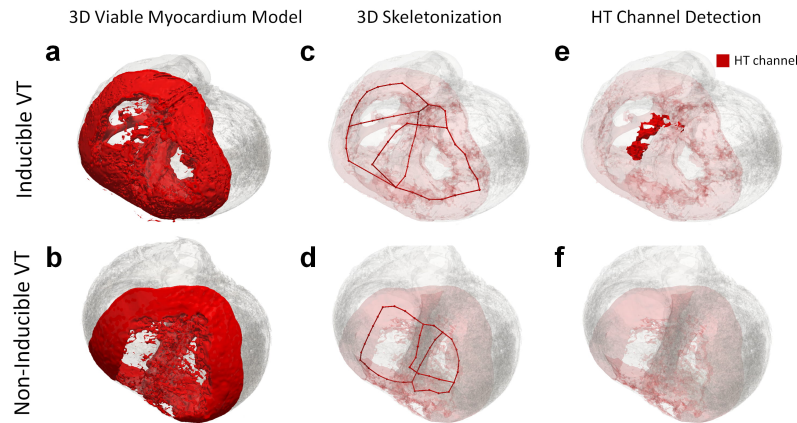 3D Viable Myocardium Model
3D Skeletonization
HT Channel Detection
a
c
e
HT channel
Inducible VT
b
d
f
Non-Inducible VT